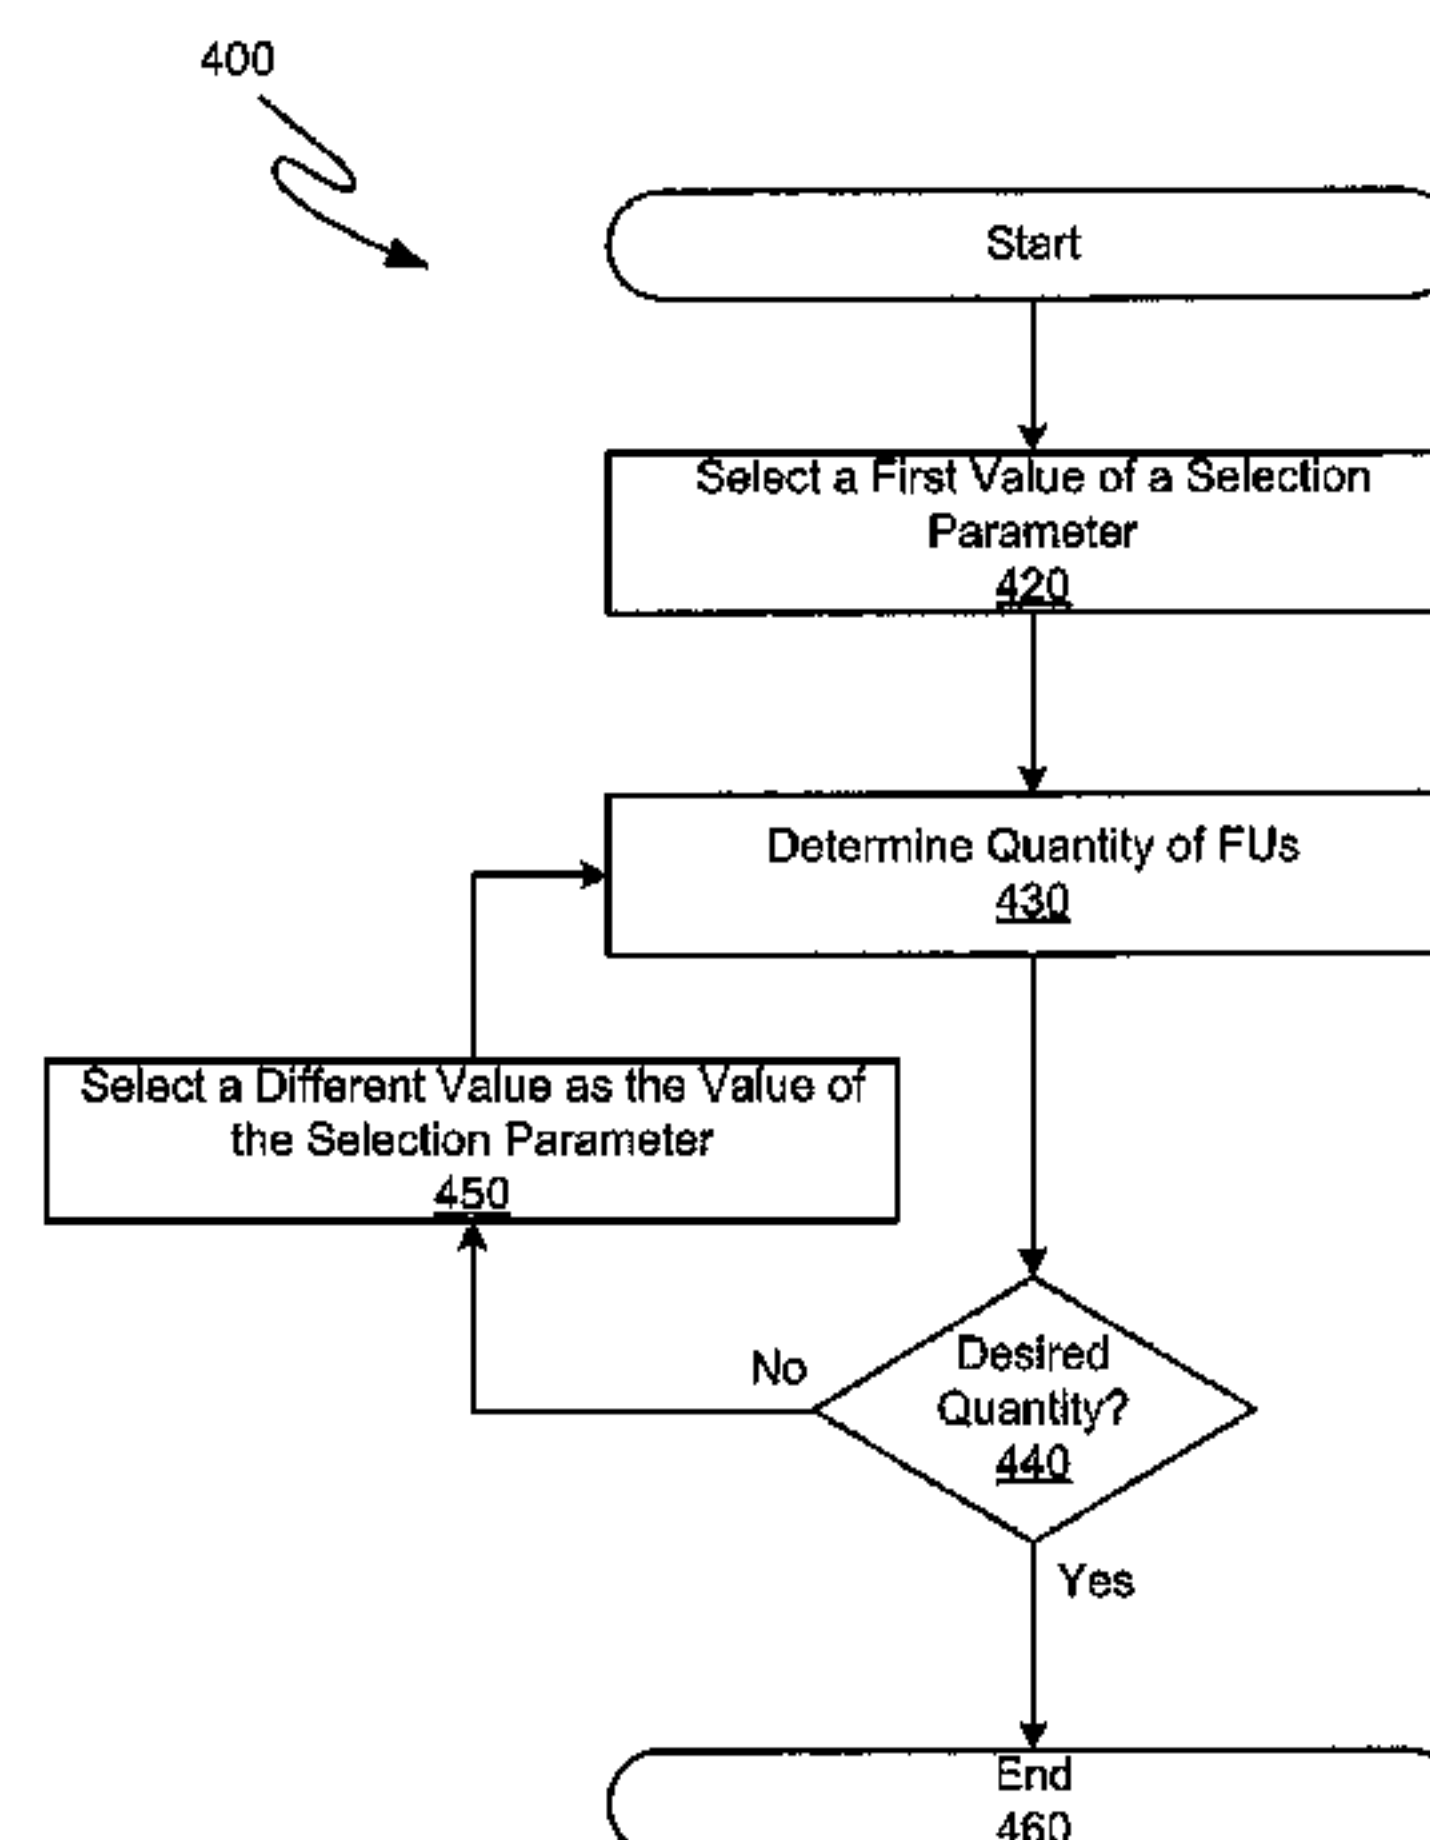 400
Start
Select a First Value of a Selection
Parameter
420
Determine Quantity of FUs
430
Select a Different Value as the Value of
the Selection Parameter
450
No
Desired
Quantity?
440
Yes
End
460